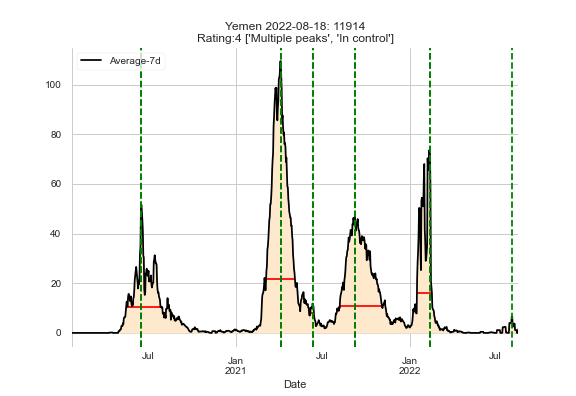 Yemen 2022-08-18: 11914
Rating:4 ['Multiple peaks', 'In control']
Average-7d
100
80
60
40
20
0
Jul
Jan
2021
Jul
Jan
2022
Jul
Date